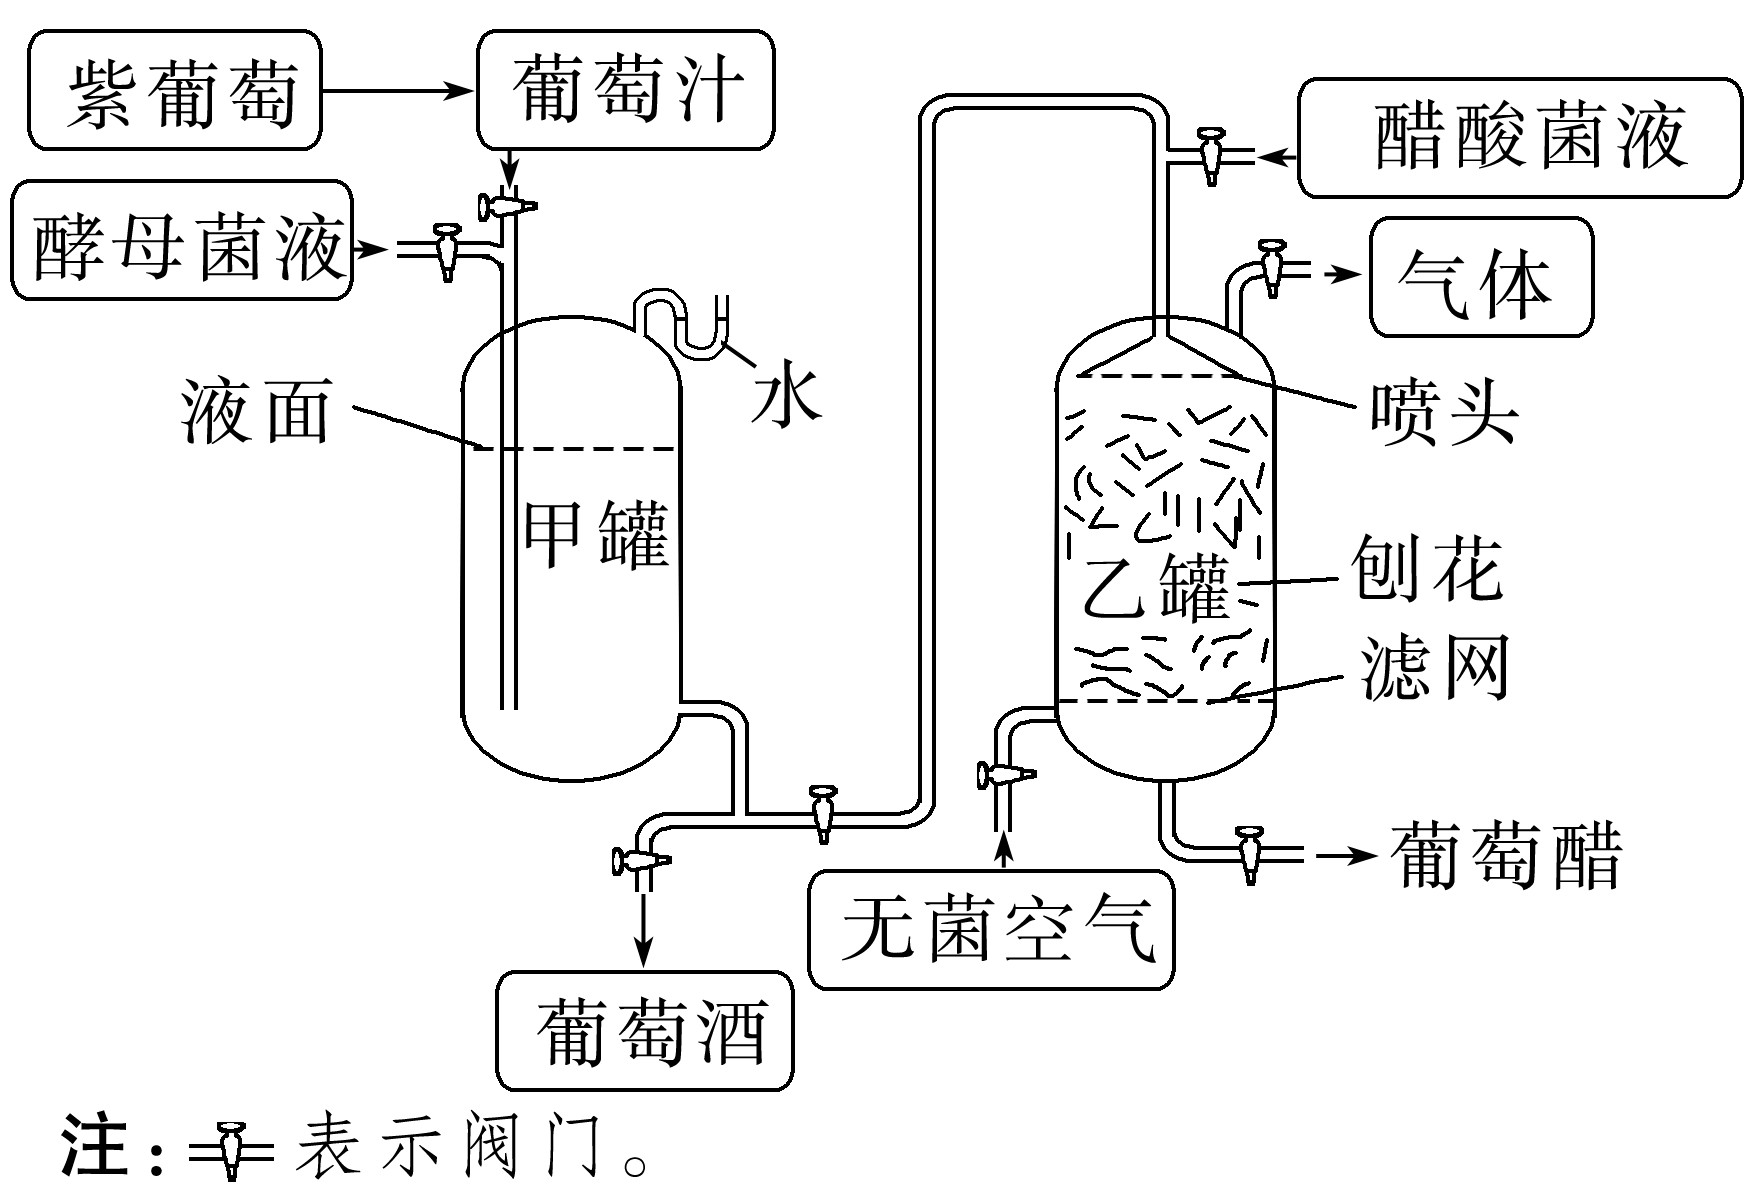 紫葡萄
葡萄汁
醋酸菌液
酵母菌液
气体
水
液面
喷头
甲罐
乙罐
刨花
滤网
葡萄醋
无菌空气
葡萄酒
注：表示阀门。